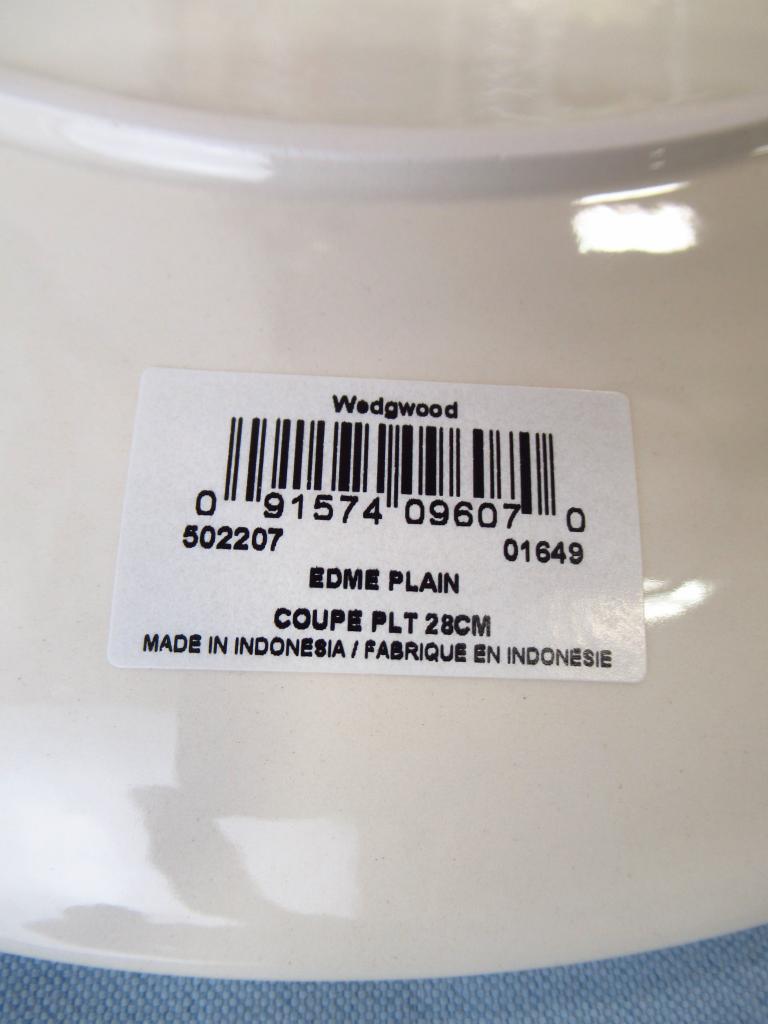 Wedgwood
0 91574 09607 0
502207 01649
EDME PLAIN
COUPE PLT 28CM
MADE IN INDONESIA / FABRIQUE EN INDONESIE